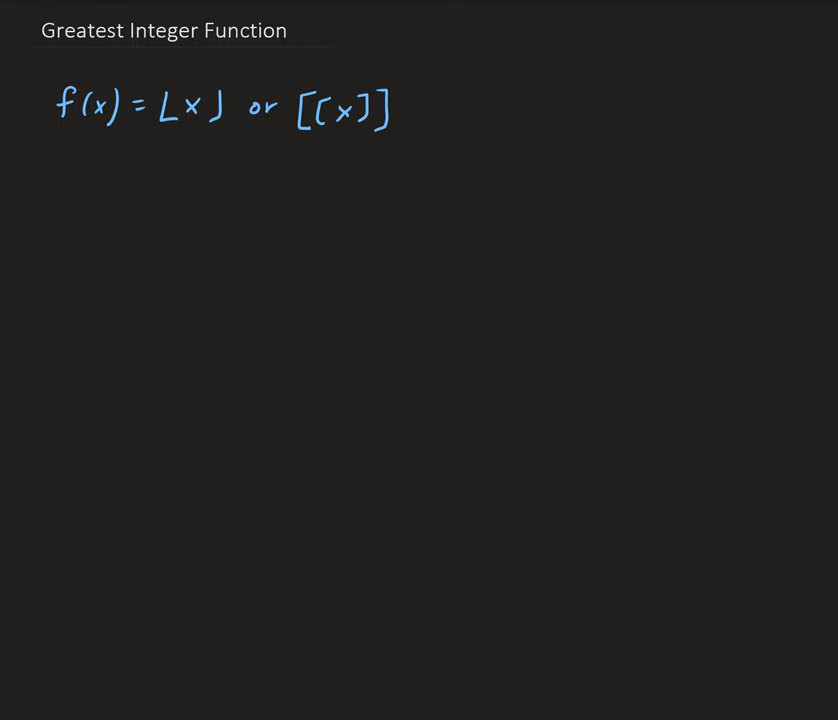 Greatest Integer Function
f(x) = ⌊x⌋ or [[x]]